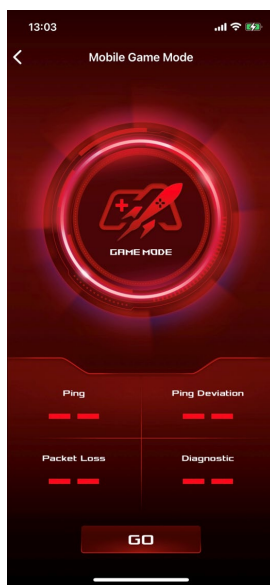 13:03
Mobile Game Mode
GAME MODE
Ping
Ping Deviation
-- --
-- --
Packet Loss
Diagnostic
-- --
-- --
GO